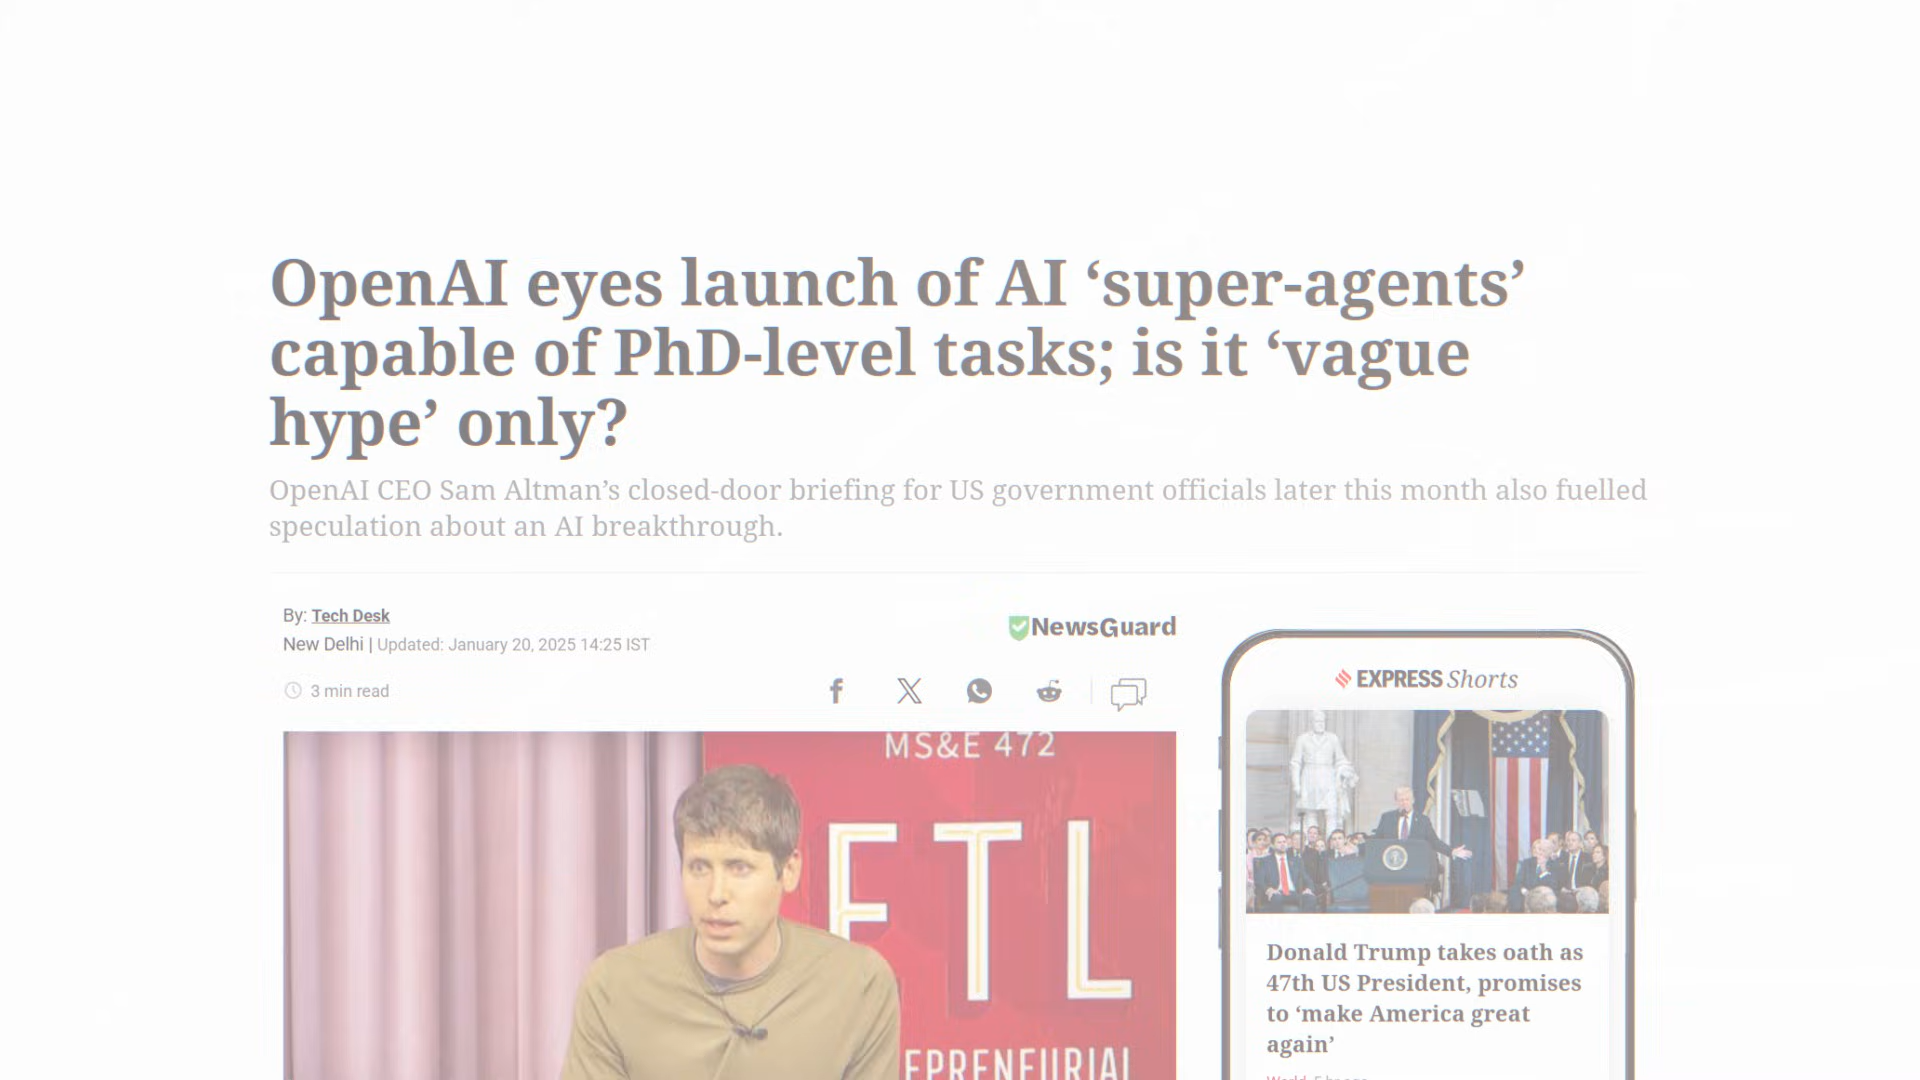 OpenAI eyes launch of AI ‘super-agents’
capable of PhD-level tasks; is it ‘vague
hype’ only?
OpenAI CEO Sam Altman’s closed-door briefing for US government officials later this month also fuelled
speculation about an AI breakthrough.
By: Tech Desk
New Delhi | Updated: January 20, 2025 14:25 IST
3 min read
NewsGuard
MS&E 472
ETL
EPRENEURIAL
EXPRESS Shorts
Donald Trump takes oath as
47th US President, promises
to ‘make America great
again’